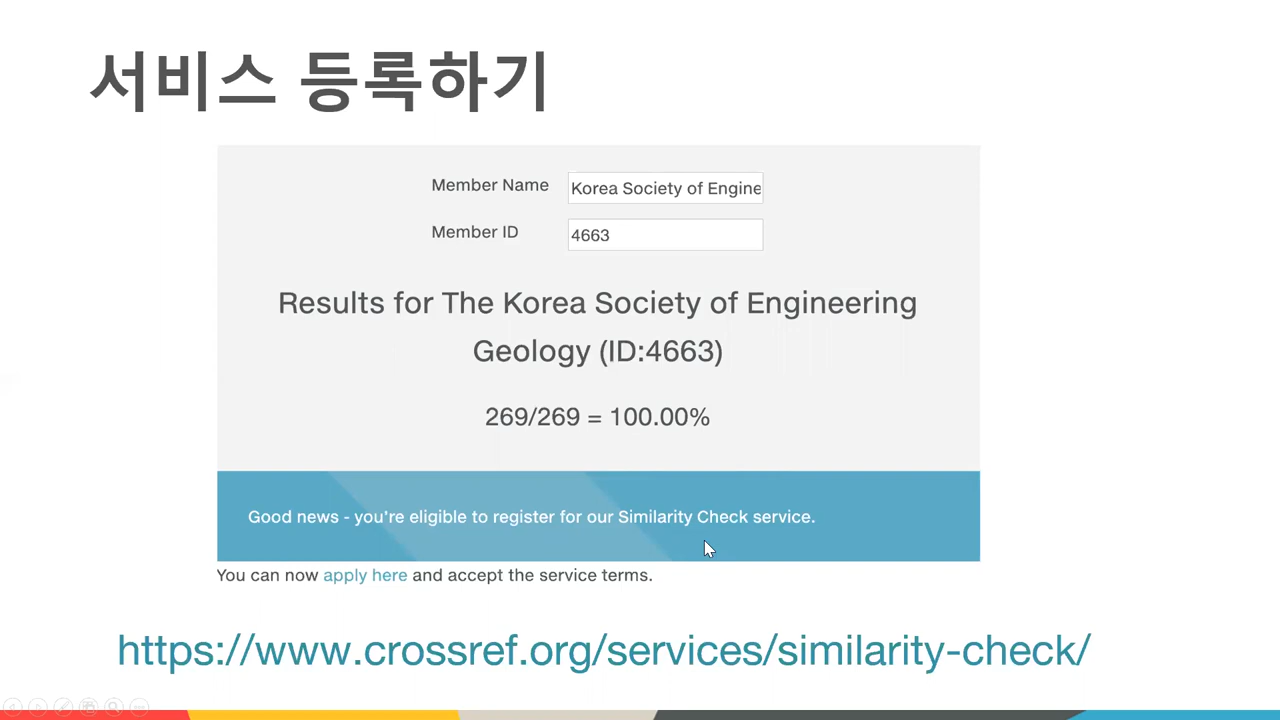 서비스 등록하기
Member Name
Korea Society of Engine
Member ID
4663
Results for The Korea Society of Engineering
Geology (ID:4663)
269/269 = 100.00%
Good news - you're eligible to register for our Similarity Check service.
You can now apply here and accept the service terms.
https://www.crossref.org/services/similarity-check/